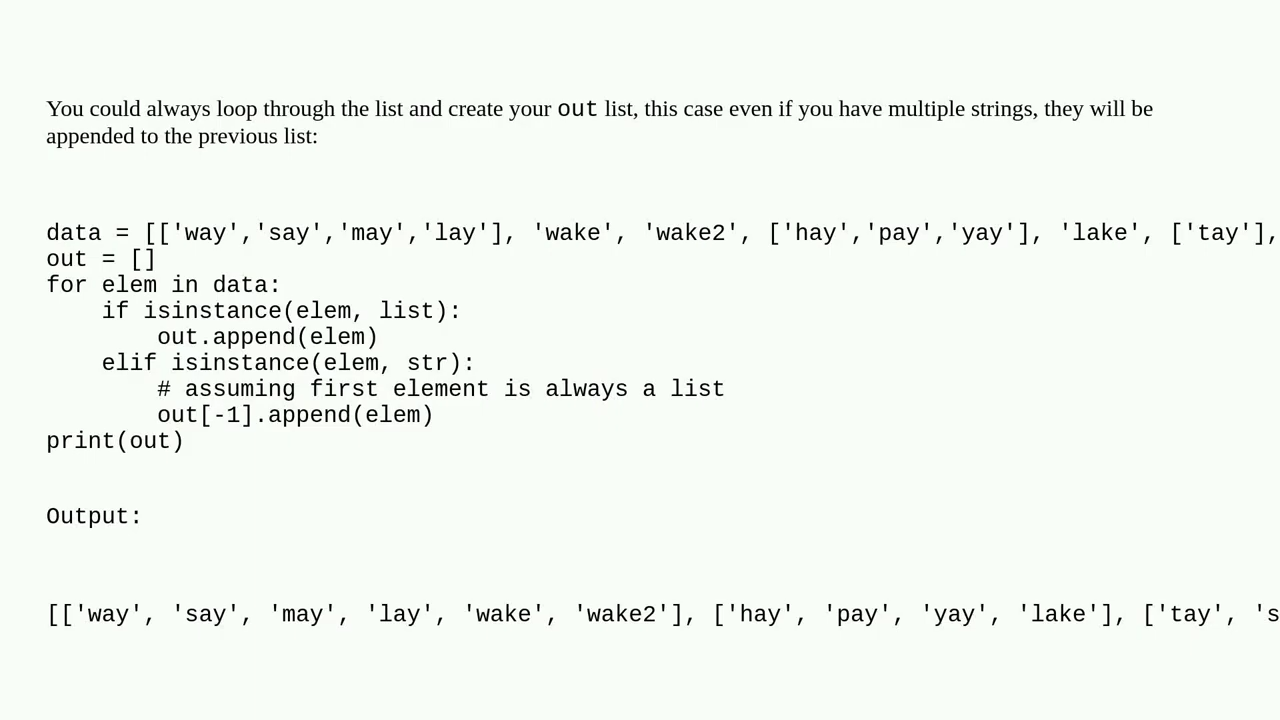 You could always loop through the list and create your out list, this case even if you have multiple strings, they will be
appended to the previous list:
data = [['way','say','may','lay'], 'wake', 'wake2', ['hay','pay','yay'], 'lake', ['tay'],
out = []
for elem in data:
    if isinstance(elem, list):
        out.append(elem)
    elif isinstance(elem, str):
        # assuming first element is always a list
        out[-1].append(elem)
print(out)
Output:
[['way', 'say', 'may', 'lay', 'wake', 'wake2'], ['hay', 'pay', 'yay', 'lake'], ['tay', 's